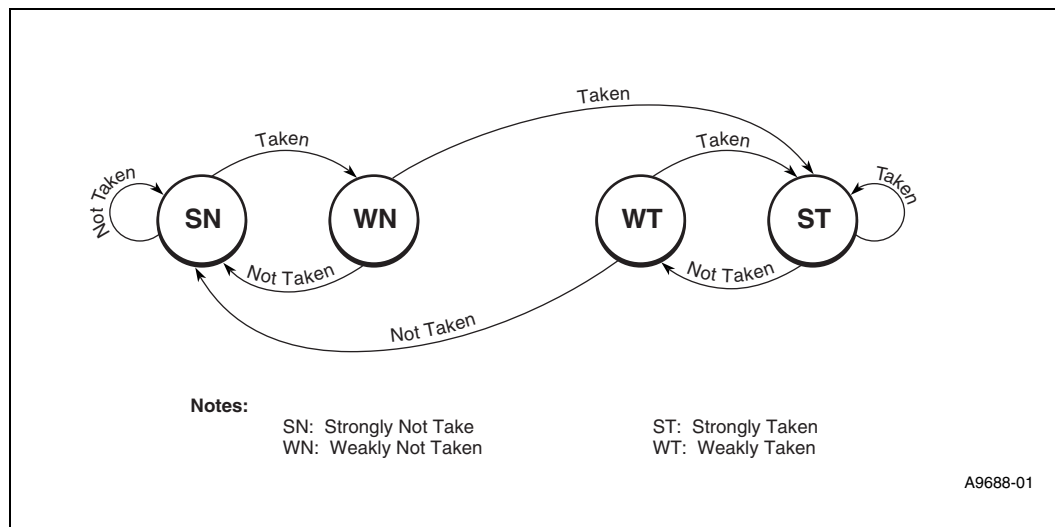 Taken
Taken
Taken
Taken
Not Taken
SN
WN
WT
ST
Not Taken
Not Taken
Not Taken
Notes:
SN: Strongly Not Take
WN: Weakly Not Taken
ST: Strongly Taken
WT: Weakly Taken
A9688-01